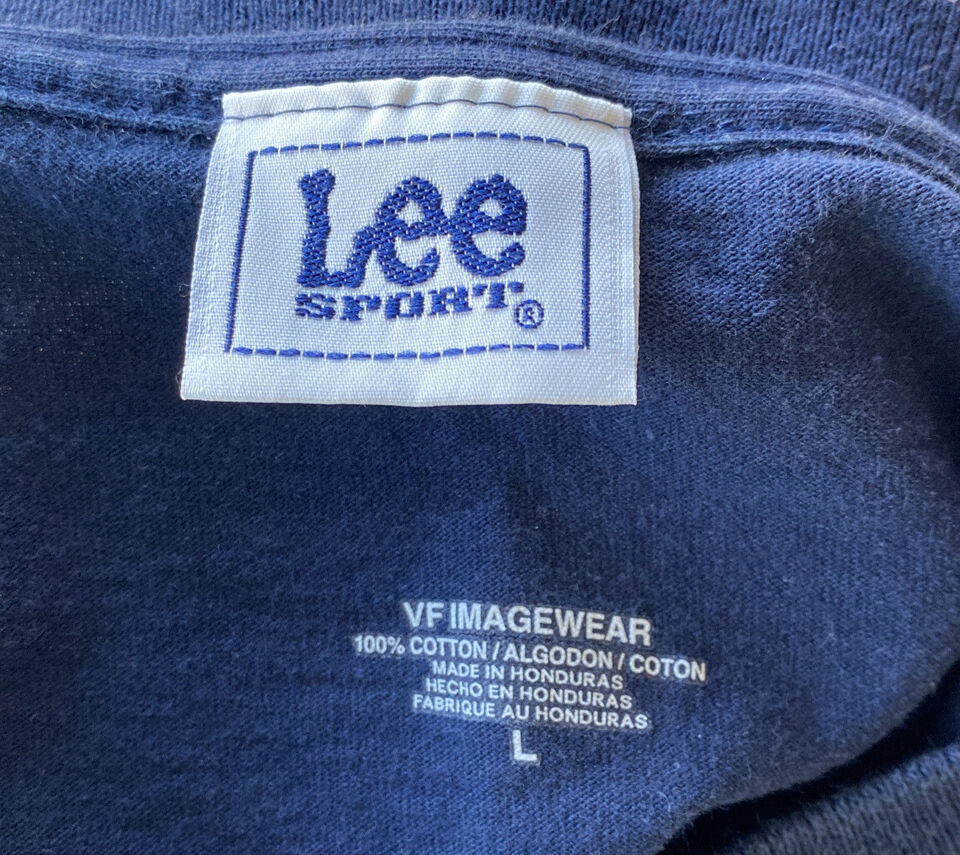 Lee
SPORT®
VF IMAGEWEAR
100% COTTON / ALGODON / COTON
MADE IN HONDURAS
HECHO EN HONDURAS
FABRIQUE AU HONDURAS
L